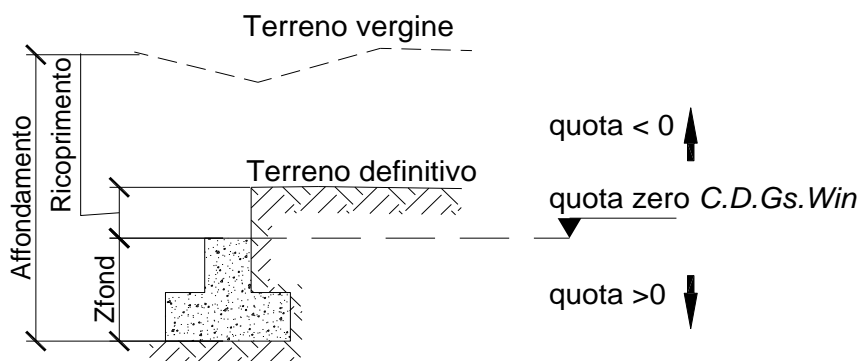 Terreno vergine
Affondamento
Ricoprimento
quota < 0
Terreno definitivo
quota zero C.D.Gs.Win
Zfond
quota >0